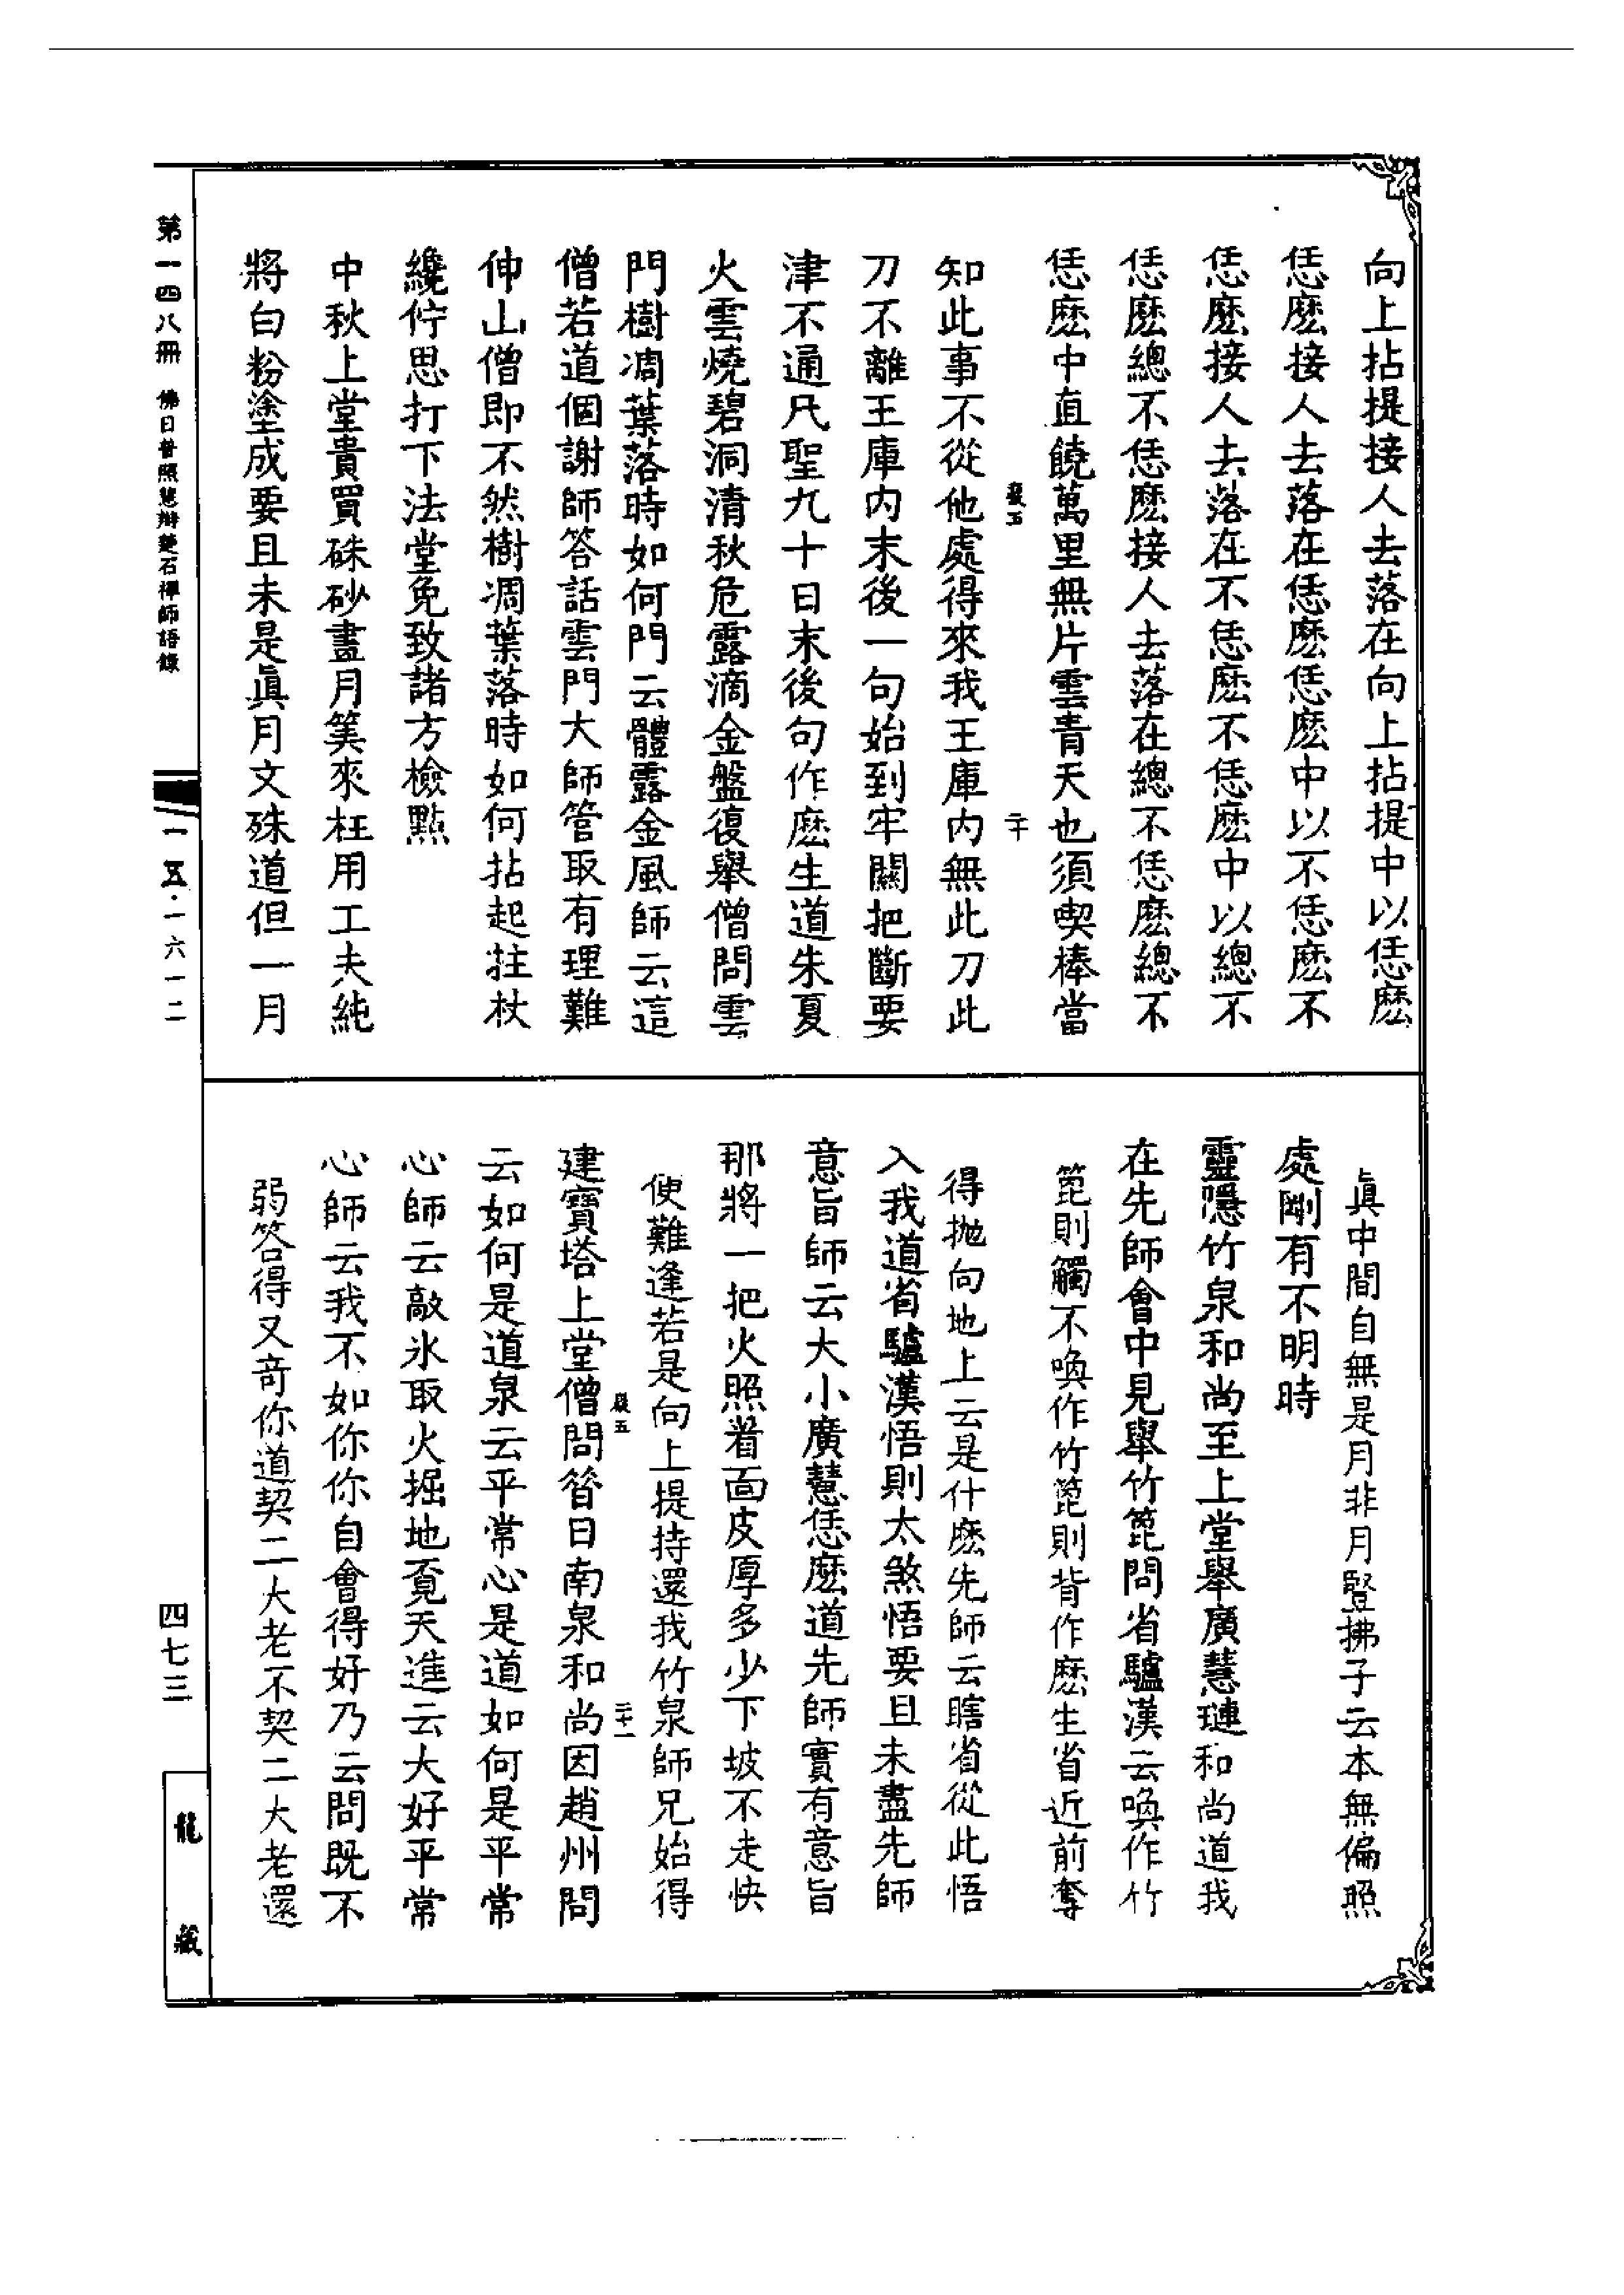 向上拈提接人去落在向上拈提中以恁麽
恁麽接人去落在恁麽恁麽中以不恁麽不
恁麽接人去落在不恁麽不恁麽中以總不
恁麽總不恁麽接人去落在總不恁麽總不
恁麽中直饒萬里無片雲青天也須喫棒當
二十
知此事不從他處得來我王庫内無此刀此
刀不離王庫内末後一句始到牢關把斷要
津不通凡聖九十日末後句作麽生道朱夏
火雲燒碧洞清秋危露滴金盤復舉僧問雲
門樹凋葉落時如何門云體露金風師云這
僧若道個謝師答話雲門大師管取有理難
伸山僧即不然樹凋葉落時如何拈起拄杖
纔佇思打下法堂免致諸方檢點
中秋上堂貴買硃砂畫月筭來枉用工夫純
將白粉塗成要且未是眞月文殊道但一月
眞中間自無是月非月竪拂子云本無偏照
處剛有不明時
靈隱竹泉和尚至上堂舉廣慧璉和尚道我
在先師會中見舉竹篦問省驢漢云喚作竹
篦則觸不喚作竹篦則背作麽生省近前奪
得拋向地上云是什麽先師云瞎省從此悟
入我道省驢漢悟則太煞悟要且未盡先師
意旨師云大小廣慧恁麽道先師實有意旨
那將一把火照看面皮厚多少下坡不走快
使難逢若是向上提持還我竹泉師兄始得
二十一
建寶塔上堂僧問昝日南泉和尚因趙州問
云如何是道泉云平常心是道如何是平常
心師云敲氷取火掘地覓天進云大好平常
心師云我不如你你自會得好乃云問既不
弱答得又奇你道契二大老不契二大老還
第一四八冊 佛日普照慧辯楚石禪師語錄
一五·一六一二
四七三
龍藏